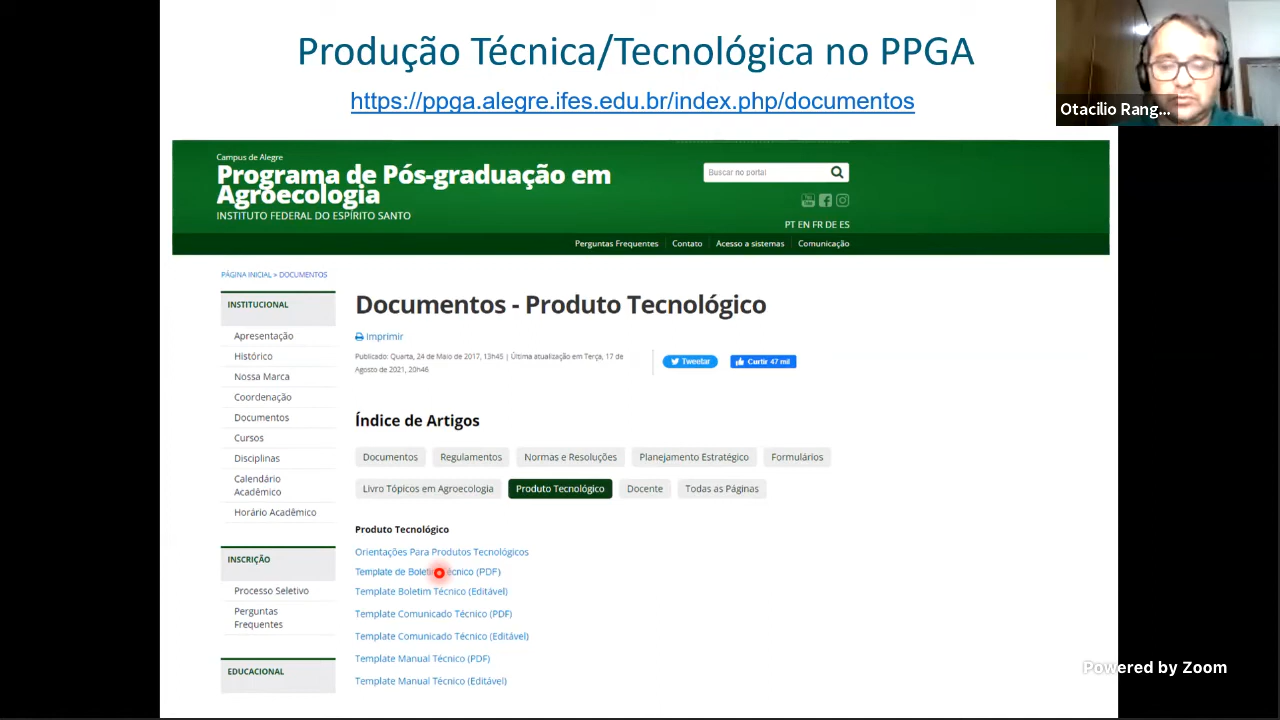 Produção Técnica/Tecnológica no PPGA
https://ppga.alegre.ifes.edu.br/index.php/documentos
Otacilio Rang...
Campus de Alegre
Programa de Pós-graduação em
Agroecologia
INSTITUTO FEDERAL DO ESPÍRITO SANTO
Buscar no portal
PT EN FR DE ES
Perguntas Frequentes
Contato
Acesso a sistemas
Comunicação
PÁGINA INICIAL > DOCUMENTOS
INSTITUCIONAL
Apresentação
Histórico
Nossa Marca
Coordenação
Documentos
Cursos
Disciplinas
Calendário
Acadêmico
Horário Acadêmico
INSCRIÇÃO
Processo Seletivo
Perguntas
Frequentes
EDUCACIONAL
Documentos - Produto Tecnológico
Imprimir
Publicado: Quarta, 24 de Maio de 2017, 13h45 | Última atualização em Terça, 17 de
Agosto de 2021, 20h46
Tweetar
Curtir 47 mil
Índice de Artigos
Documentos
Regulamentos
Normas e Resoluções
Planejamento Estratégico
Formulários
Livro Tópicos em Agroecologia
Produto Tecnológico
Docente
Todas as Páginas
Produto Tecnológico
Orientações Para Produtos Tecnológicos
Template de Boletim Técnico (PDF)
Template Boletim Técnico (Editável)
Template Comunicado Técnico (PDF)
Template Comunicado Técnico (Editável)
Template Manual Técnico (PDF)
Template Manual Técnico (Editável)
Powered by Zoom